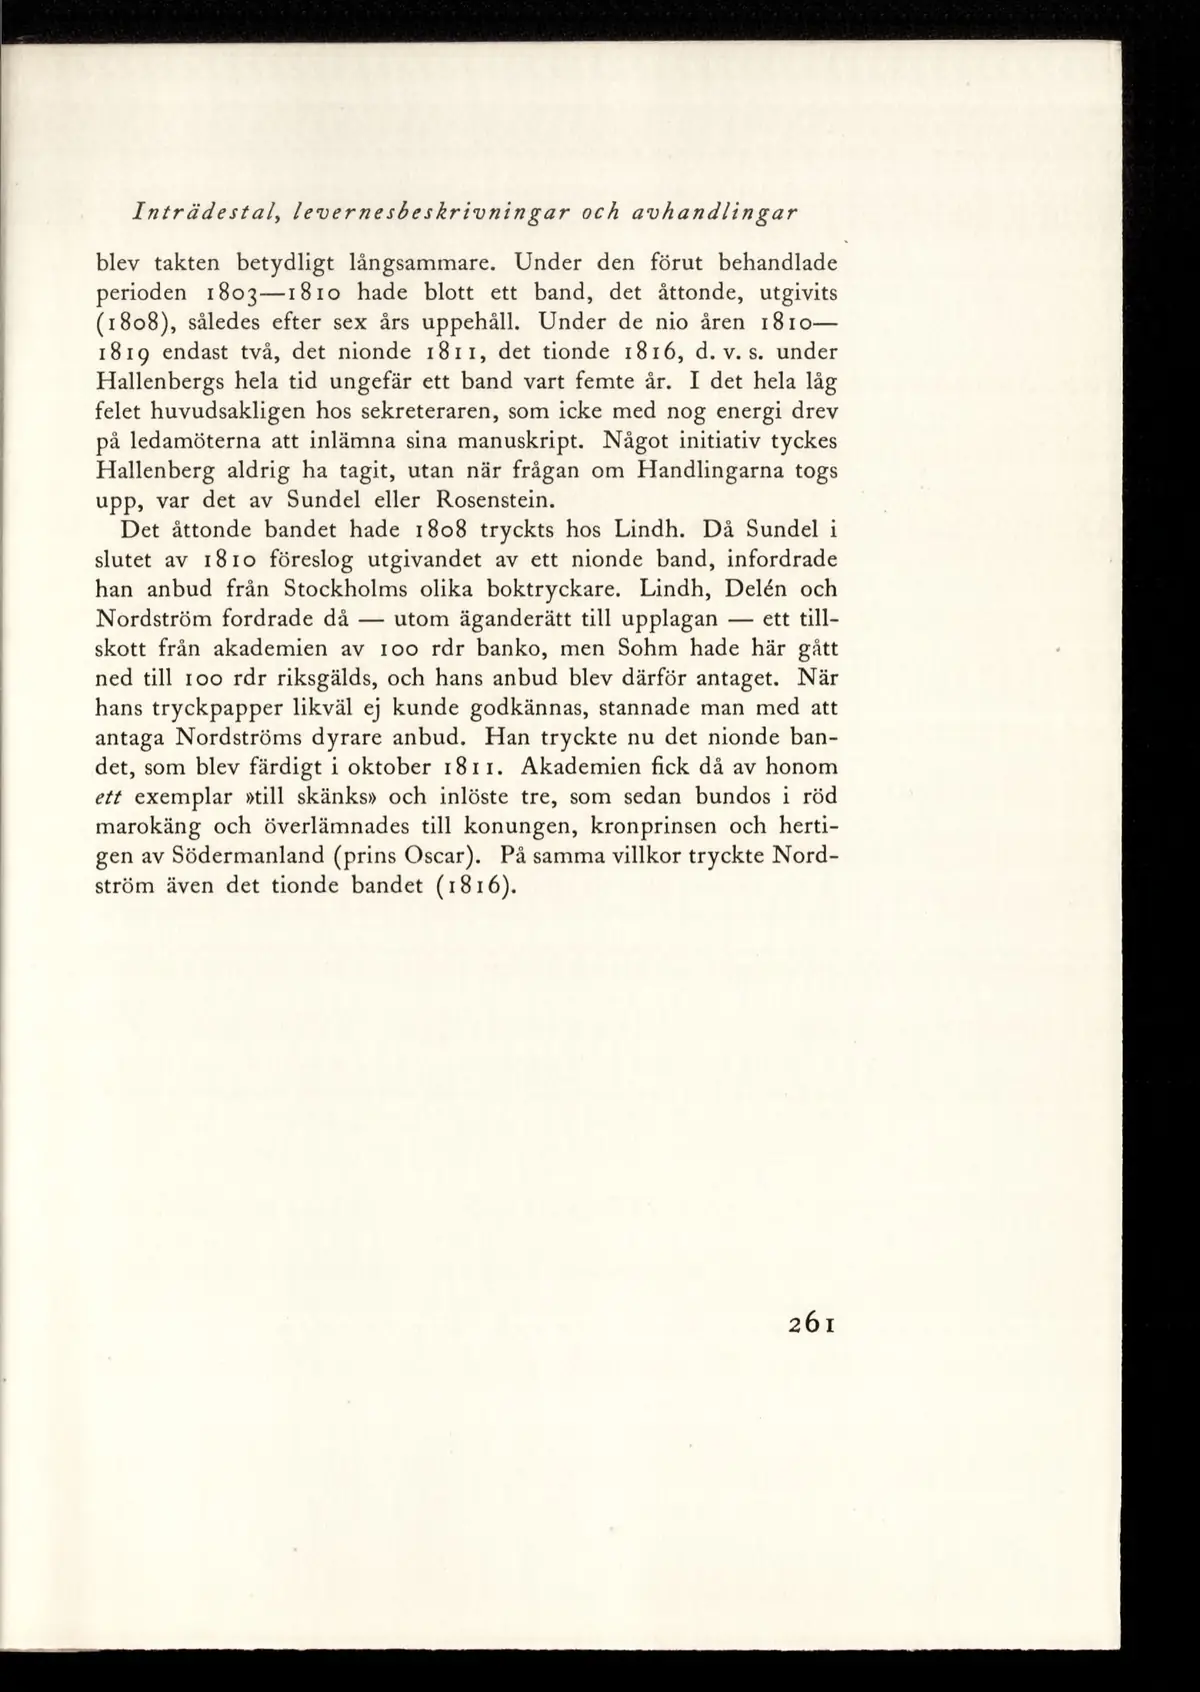 Inträdestal, levernesbeskrivningar och avhandlingar
blev takten betydligt långsammare. Under den förut behandlade
perioden 1803—1810 hade blott ett band, det åttonde, utgivits
(1808), således efter sex års uppehåll. Under de nio åren 1810—
1819 endast två, det nionde 1811, det tionde 1816, d. v. s. under
Hallenbergs hela tid ungefär ett band vart femte år. I det hela låg
felet huvudsakligen hos sekreteraren, som icke med nog energi drev
på ledamöterna att inlämna sina manuskript. Något initiativ tyckes
Hallenberg aldrig ha tagit, utan när frågan om Handlingarna togs
upp, var det av Sundel eller Rosenstein.
Det åttonde bandet hade 1808 tryckts hos Lindh. Då Sundel i
slutet av 1810 föreslog utgivandet av ett nionde band, infordrade
han anbud från Stockholms olika boktryckare. Lindh, Delén och
Nordström fordrade då — utom äganderätt till upplagan — ett till-
skott från akademien av 100 rdr banko, men Sohm hade här gått
ned till 100 rdr riksgälds, och hans anbud blev därför antaget. När
hans tryckpapper likväl ej kunde godkännas, stannade man med att
antaga Nordströms dyrare anbud. Han tryckte nu det nionde ban-
det, som blev färdigt i oktober 1811. Akademien fick då av honom
ett exemplar »till skänks» och inlöste tre, som sedan bundos i röd
marokäng och överlämnades till konungen, kronprinsen och herti-
gen av Södermanland (prins Oscar). På samma villkor tryckte Nord-
ström även det tionde bandet (1816).
261